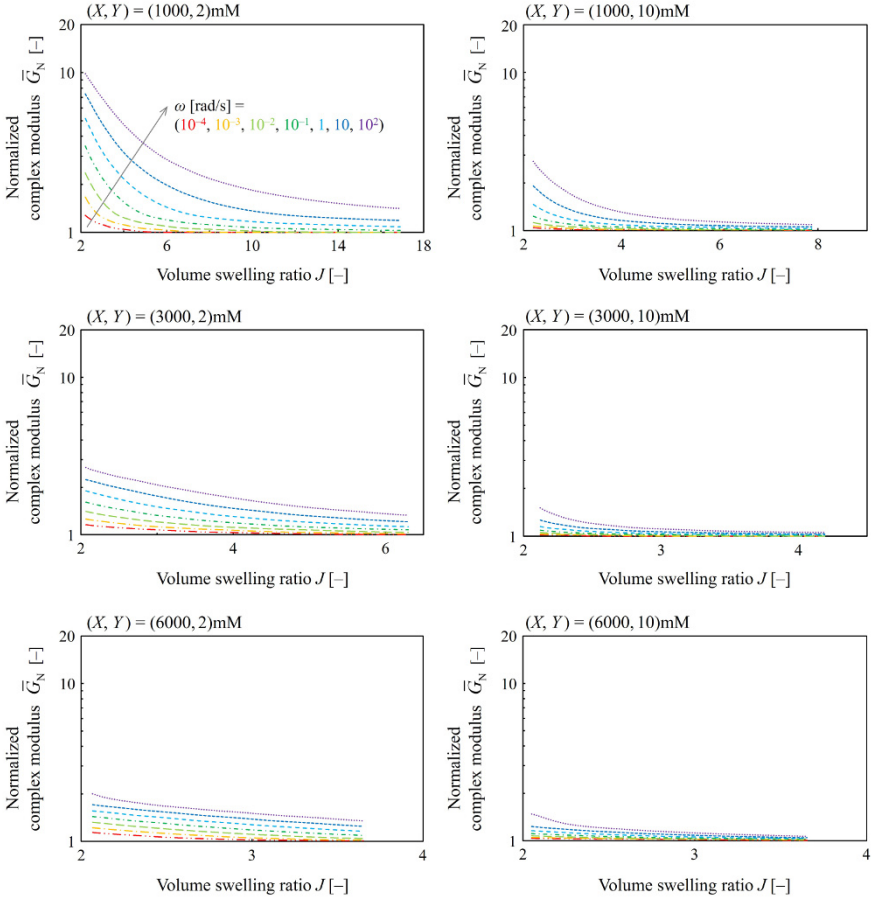 (X, Y) = (1000, 2)mM
20
10
1
Normalized
complex modulus G̅N [–]
ω [rad/s] =
(10⁻⁴, 10⁻³, 10⁻², 10⁻¹, 1, 10, 10²)
2 6 10 14 18
Volume swelling ratio J [–]
(X, Y) = (1000, 10)mM
20
10
1
Normalized
complex modulus G̅N [–]
2 4 6 8
Volume swelling ratio J [–]
(X, Y) = (3000, 2)mM
20
10
1
Normalized
complex modulus G̅N [–]
2 4 6
Volume swelling ratio J [–]
(X, Y) = (3000, 10)mM
20
10
1
Normalized
complex modulus G̅N [–]
2 3 4
Volume swelling ratio J [–]
(X, Y) = (6000, 2)mM
20
10
1
Normalized
complex modulus G̅N [–]
2 3 4
Volume swelling ratio J [–]
(X, Y) = (6000, 10)mM
20
10
1
Normalized
complex modulus G̅N [–]
2 3 4
Volume swelling ratio J [–]